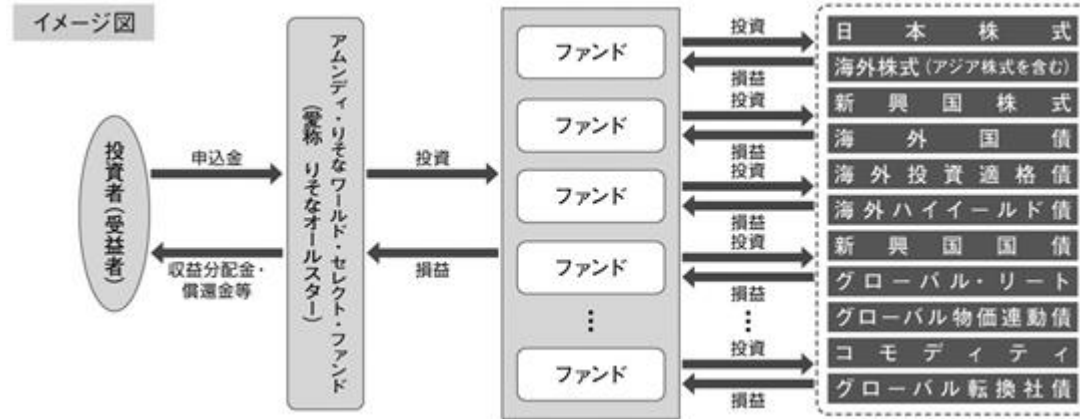 イメージ図
投資者(受益者)
申込金
収益分配金・
償還金等
アムンディ・りそなワールド・セレクト・ファンド
(愛称 りそなオールスター)
投資
損益
ファンド
ファンド
ファンド
ファンド
⋮
ファンド
投資
損益
投資
損益
投資
損益
投資
損益
⋮
投資
損益
日本株式
海外株式(アジア株式を含む)
新興国株式
海外国債
海外投資適格債
海外ハイイールド債
新興国国債
グローバル・リート
グローバル物価連動債
コモディティ
グローバル転換社債